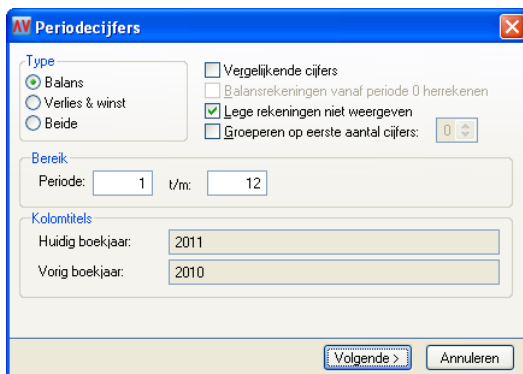 AV Periodecijfers
Type
Balans
Verlies & winst
Beide
Vergelijkende cijfers
Balansrekeningen vanaf periode 0 herrekenen
Lege rekeningen niet weergeven
Groeperen op eerste aantal cijfers: 0
Bereik
Periode: 1 t/m: 12
Kolomtitels
Huidig boekjaar: 2011
Vorig boekjaar: 2010
Volgende > Annuleren